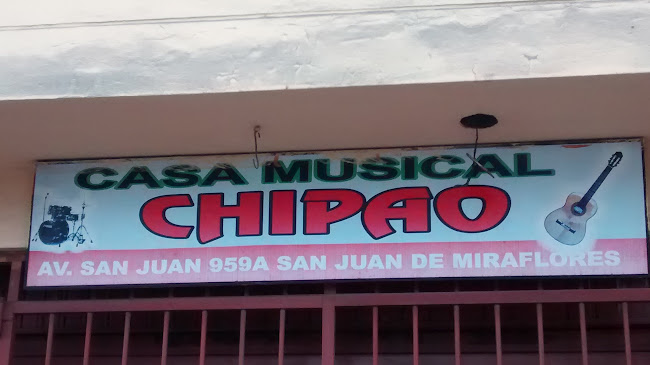 CASA MUSICAL
CHIPAO
AV. SAN JUAN 959A SAN JUAN DE MIRAFLORES